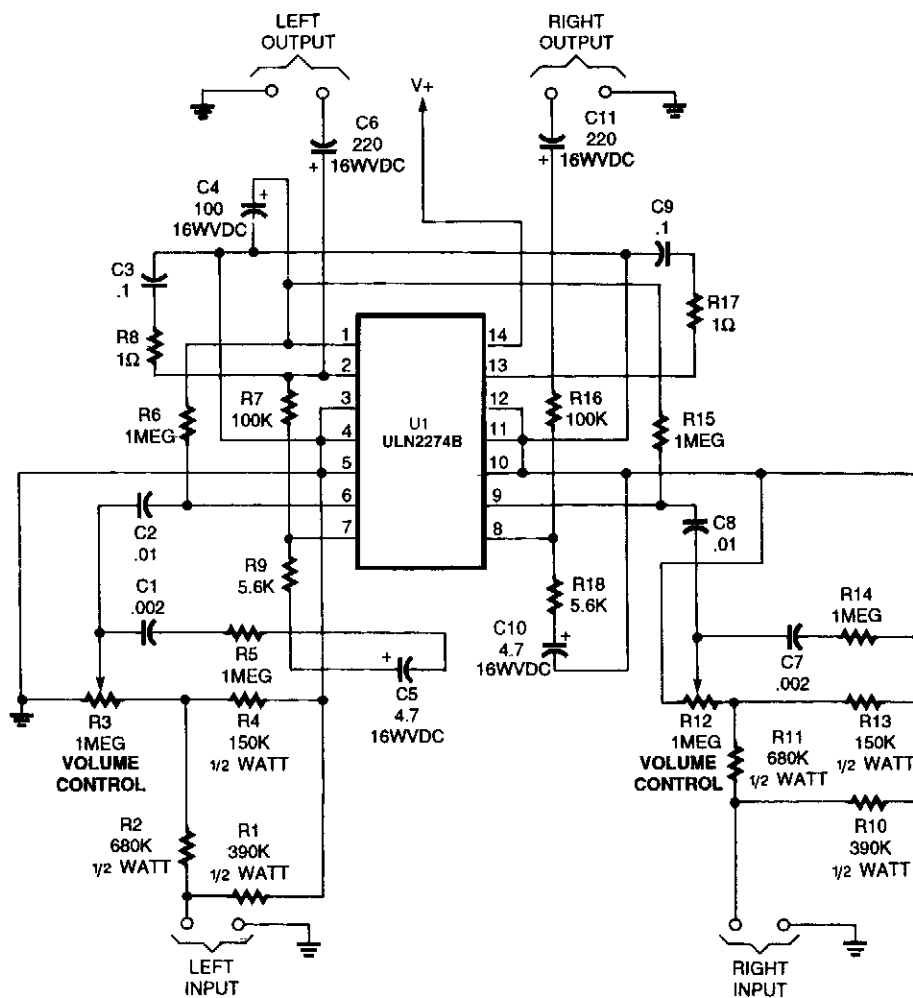 LEFT
OUTPUT
RIGHT
OUTPUT
V+
C6
220
16WVDC
+
C11
220
16WVDC
+
C4
100
16WVDC
+
C9
.1
C3
.1
R8
1Ω
R17
1Ω
R6
1MEG
R7
100K
U1
ULN2274B
1
2
3
4
5
6
7
14
13
12
11
10
9
8
R16
100K
R15
1MEG
C2
.01
C8
.01
R9
5.6K
R18
5.6K
C1
.002
R5
1MEG
C10
4.7
16WVDC
+
R14
1MEG
C7
.002
+
C5
4.7
16WVDC
R3
1MEG
VOLUME
CONTROL
R4
150K
1/2 WATT
R12
1MEG
VOLUME
CONTROL
R11
680K
1/2 WATT
R13
150K
1/2 WATT
R2
680K
1/2 WATT
R1
390K
1/2 WATT
R10
390K
1/2 WATT
LEFT
INPUT
RIGHT
INPUT